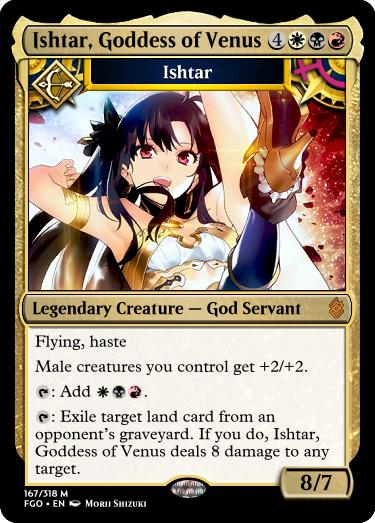 Ishtar, Goddess of Venus 4
Ishtar
Legendary Creature — God Servant
Flying, haste
Male creatures you control get +2/+2.
: Add .
: Exile target land card from an
opponent's graveyard. If you do, Ishtar,
Goddess of Venus deals 8 damage to any
target.
8/7
167/318 M
FGO • EN Morii Shizuki